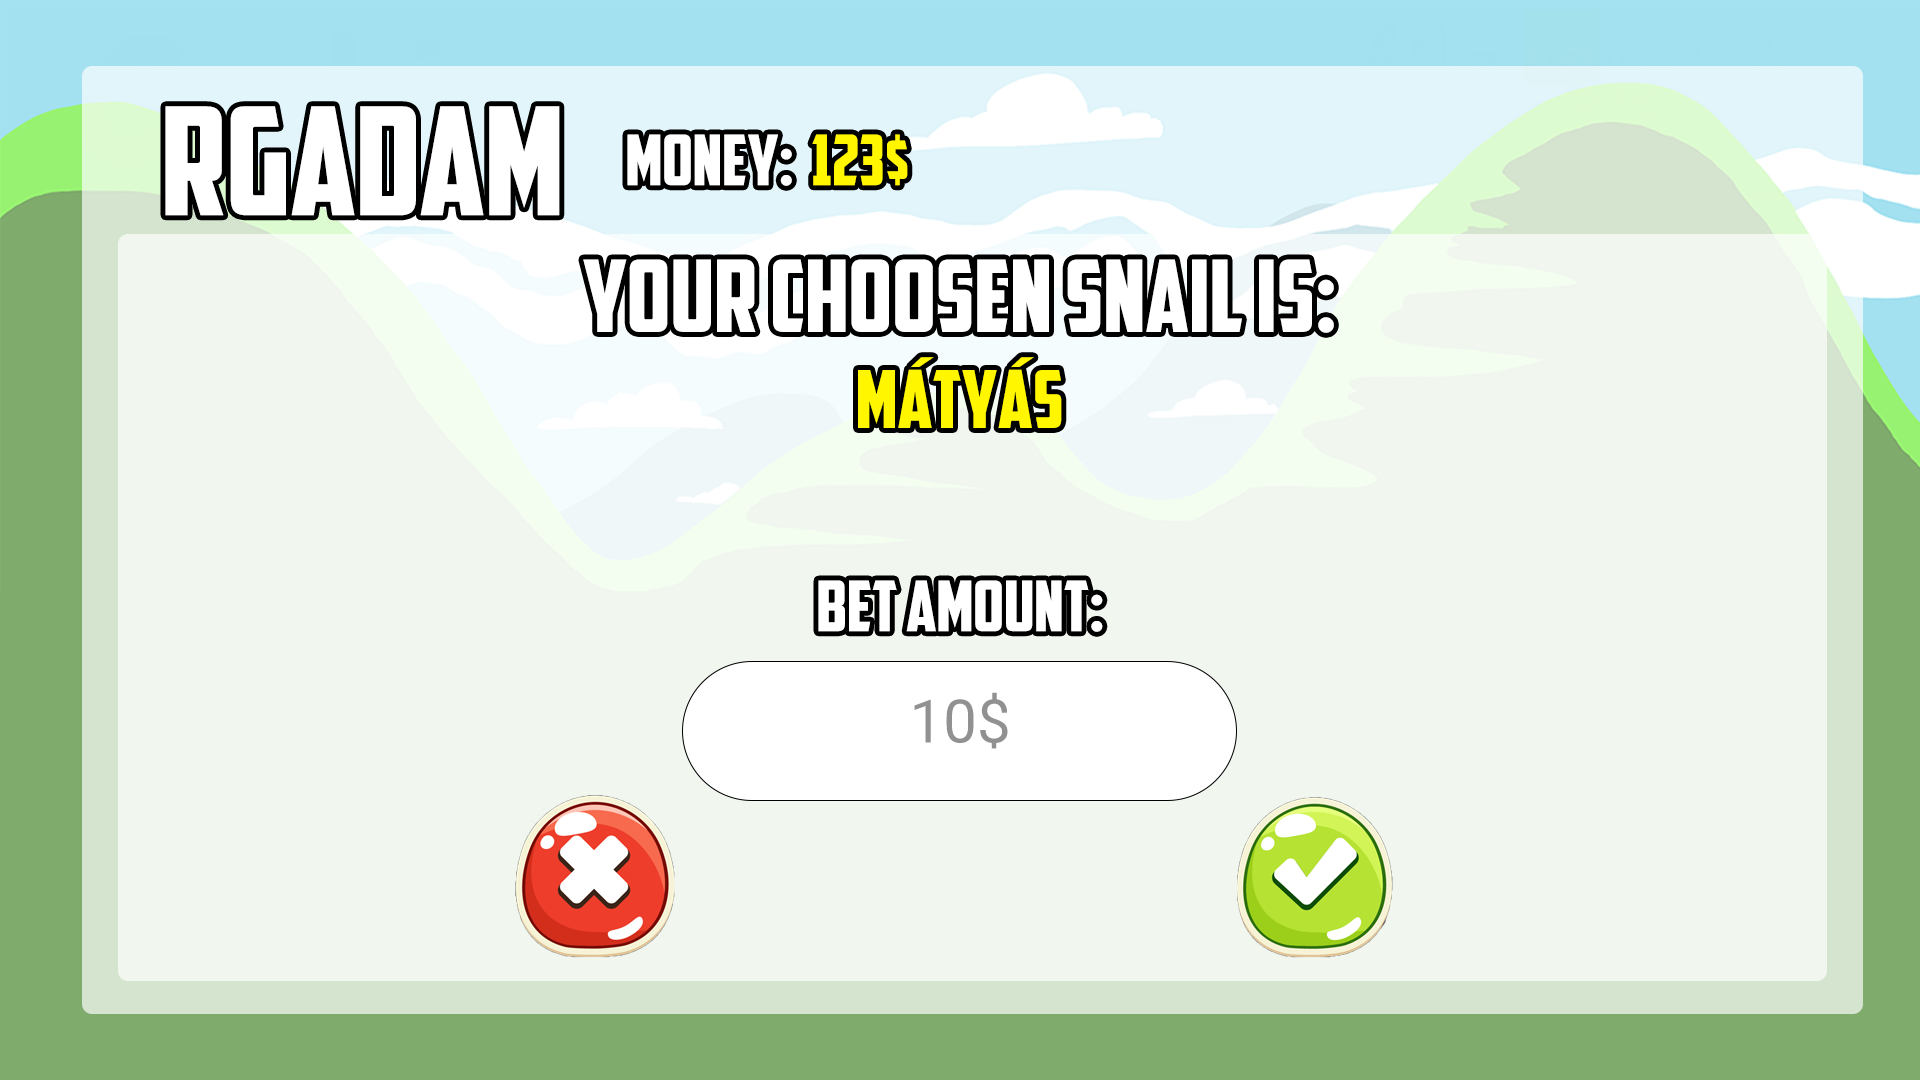 RGADAM
MONEY: 123$
YOUR CHOOSEN SNAIL IS:
MÁTYÁS
BET AMOUNT:
10$